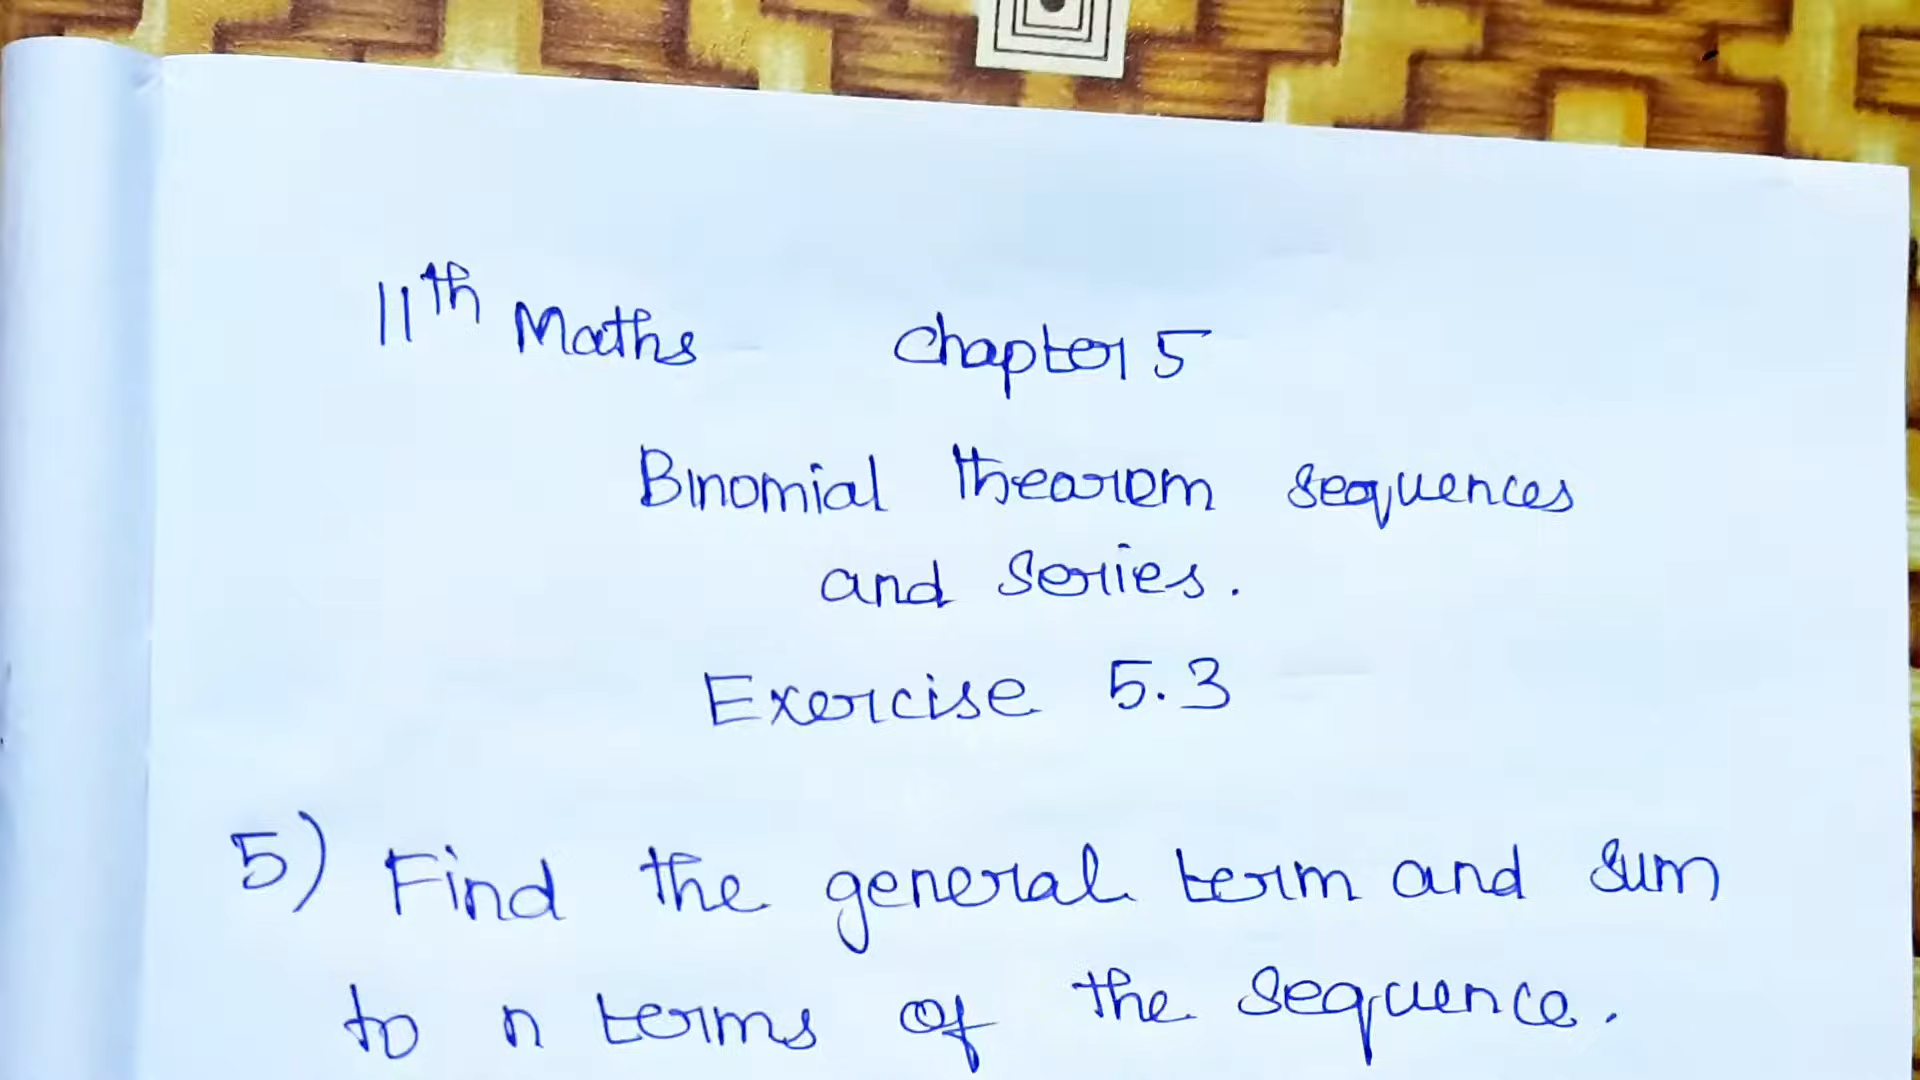 11th Maths Chapter 5
Binomial thearem sequences
and series.
Exercise 5.3
5) Find the general term and sum
to n terms of the sequence.